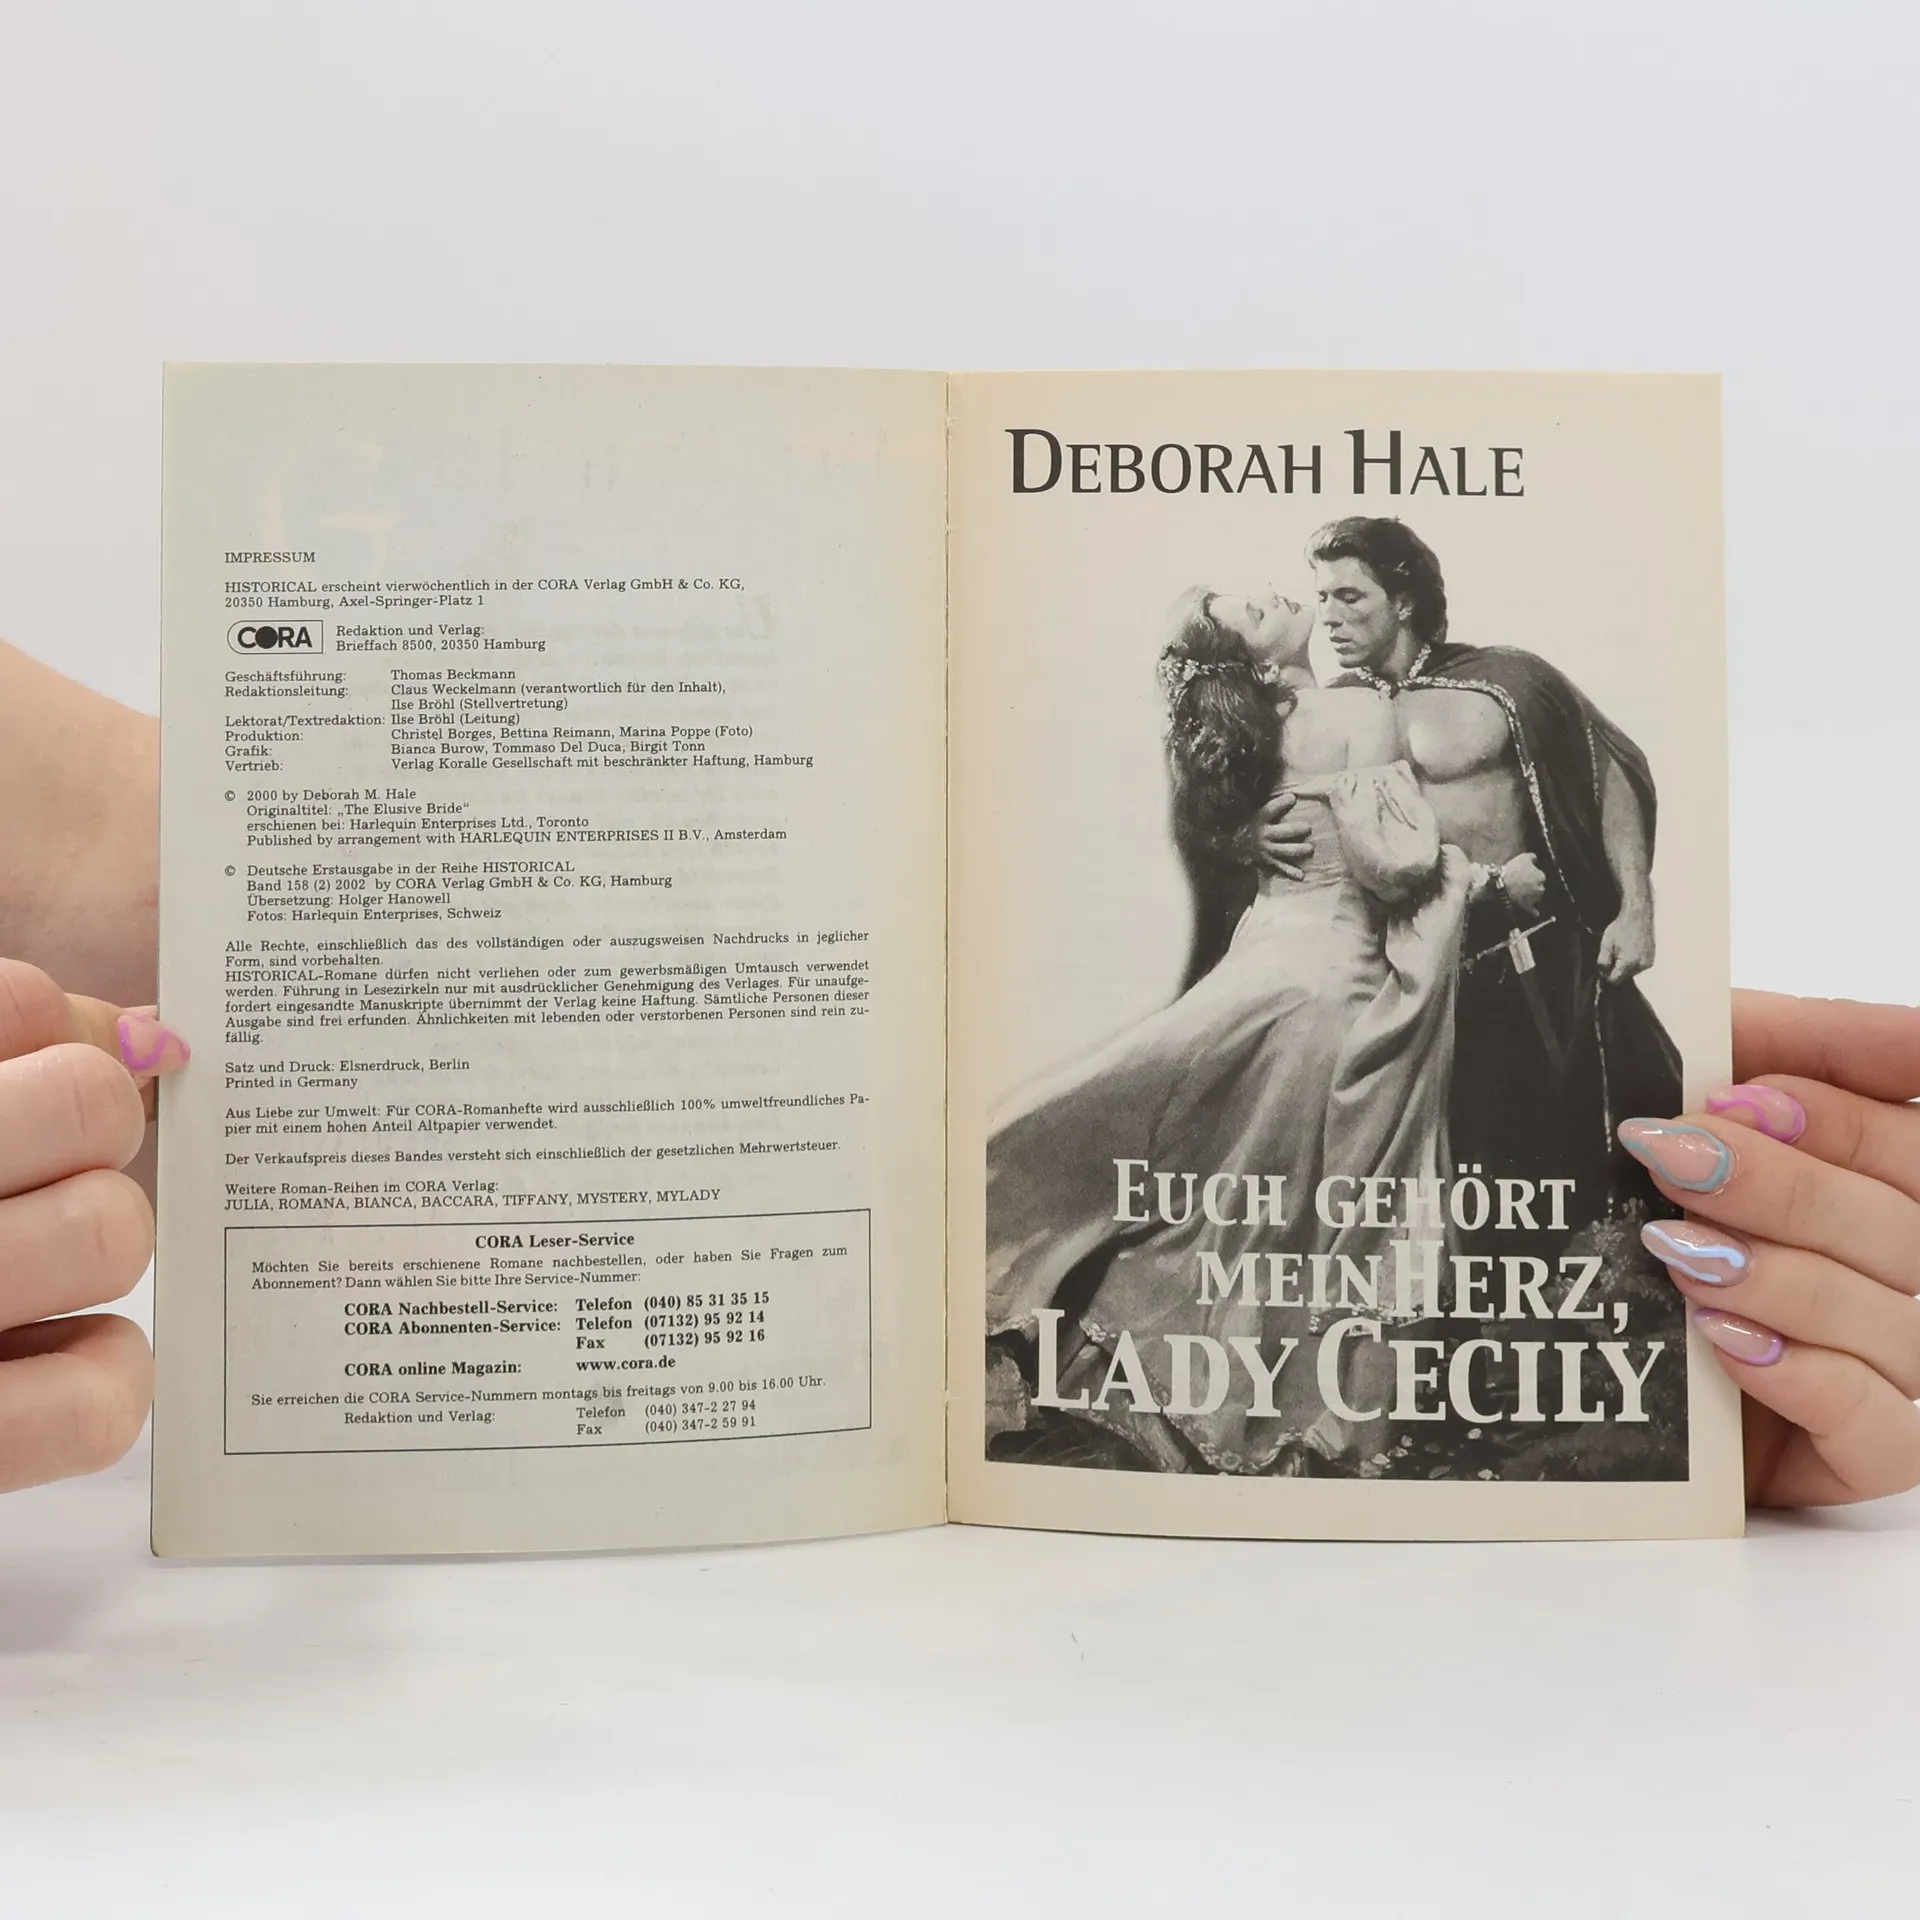 IMPRESSUM
HISTORICAL erscheint vierwöchentlich in der CORA Verlag GmbH & Co. KG,
20350 Hamburg, Axel-Springer-Platz 1
CORA
Redaktion und Verlag:
Brieffach 8500, 20350 Hamburg
Geschäftsführung: Thomas Beckmann
Redaktionsleitung: Claus Weckelmann (verantwortlich für den Inhalt),
Ilse Bröhl (Stellvertretung)
Lektorat/Textredaktion: Ilse Bröhl (Leitung)
Produktion: Christel Borges, Bettina Reimann, Marina Poppe (Foto)
Grafik: Bianca Burow, Tommaso Del Duca, Birgit Tonn
Vertrieb: Verlag Koralle Gesellschaft mit beschränkter Haftung, Hamburg
© 2000 by Deborah M. Hale
Originaltitel: „The Elusive Bride“
erschienen bei: Harlequin Enterprises Ltd., Toronto
Published by arrangement with HARLEQUIN ENTERPRISES II B.V., Amsterdam
© Deutsche Erstausgabe in der Reihe HISTORICAL
Band 158 (2) 2002 by CORA Verlag GmbH & Co. KG, Hamburg
Übersetzung: Holger Hanowell
Fotos: Harlequin Enterprises, Schweiz
Alle Rechte, einschließlich das des vollständigen oder auszugsweisen Nachdrucks in jeglicher
Form, sind vorbehalten.
HISTORICAL-Romane dürfen nicht verliehen oder zum gewerbsmäßigen Umtausch verwendet
werden. Führung in Lesezirkeln nur mit ausdrücklicher Genehmigung des Verlages. Für unaufge-
fordert eingesandte Manuskripte übernimmt der Verlag keine Haftung. Sämtliche Personen dieser
Ausgabe sind frei erfunden. Ähnlichkeiten mit lebenden oder verstorbenen Personen sind rein zu-
fällig.
Satz und Druck: Elsnerdruck, Berlin
Printed in Germany
Aus Liebe zur Umwelt: Für CORA-Romanhefte wird ausschließlich 100% umweltfreundliches Pa-
pier mit einem hohen Anteil Altpapier verwendet.
Der Verkaufspreis dieses Bandes versteht sich einschließlich der gesetzlichen Mehrwertsteuer.
Weitere Roman-Reihen im CORA Verlag:
JULIA, ROMANA, BIANCA, BACCARA, TIFFANY, MYSTERY, MYLADY
CORA Leser-Service
Möchten Sie bereits erschienene Romane nachbestellen, oder haben Sie Fragen zum
Abonnement? Dann wählen Sie bitte Ihre Service-Nummer:
CORA Nachbestell-Service: Telefon (040) 85 31 35 15
CORA Abonnenten-Service: Telefon (07132) 95 92 14
Fax (07132) 95 92 16
CORA online Magazin: www.cora.de
Sie erreichen die CORA Service-Nummern montags bis freitags von 9.00 bis 16.00 Uhr.
Redaktion und Verlag: Telefon (040) 347-2 27 94
Fax (040) 347-2 59 91
DEBORAH HALE
EUCH GEHÖRT
MEIN HERZ,
LADY CECILY